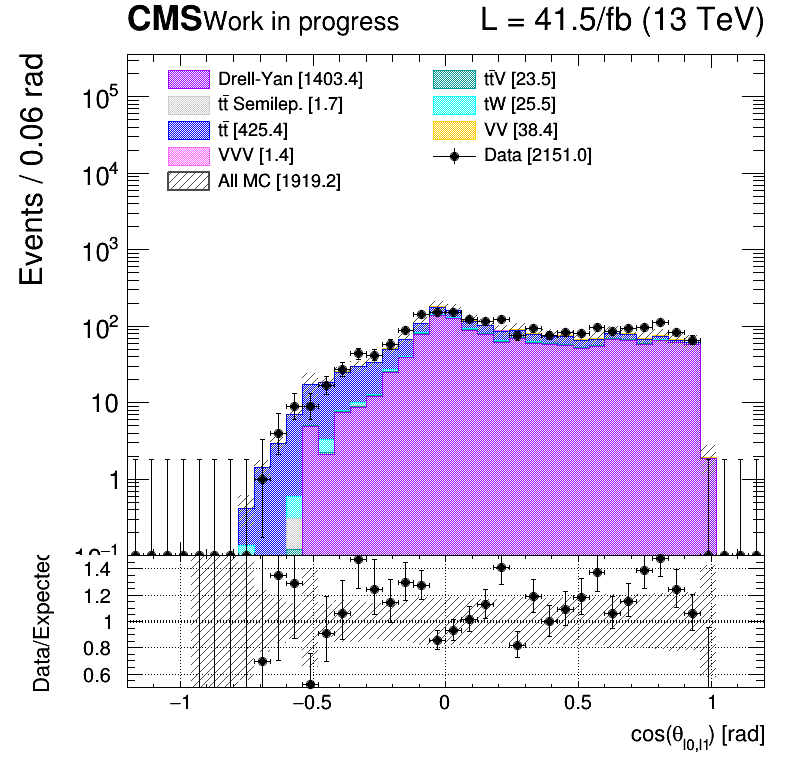 CMS Work in progress L = 41.5/fb (13 TeV)
Events / 0.06 rad
Drell-Yan [1403.4]
tt̄ Semilep. [1.7]
tt̄ [425.4]
VVV [1.4]
All MC [1919.2]
tt̄V [23.5]
tW [25.5]
VV [38.4]
Data [2151.0]
10⁵
10⁴
10³
10²
10
1
10⁻¹
Data/Expected
1.4
1.2
1
0.8
0.6
−1 −0.5 0 0.5 1
cos(θ_l0,l1) [rad]